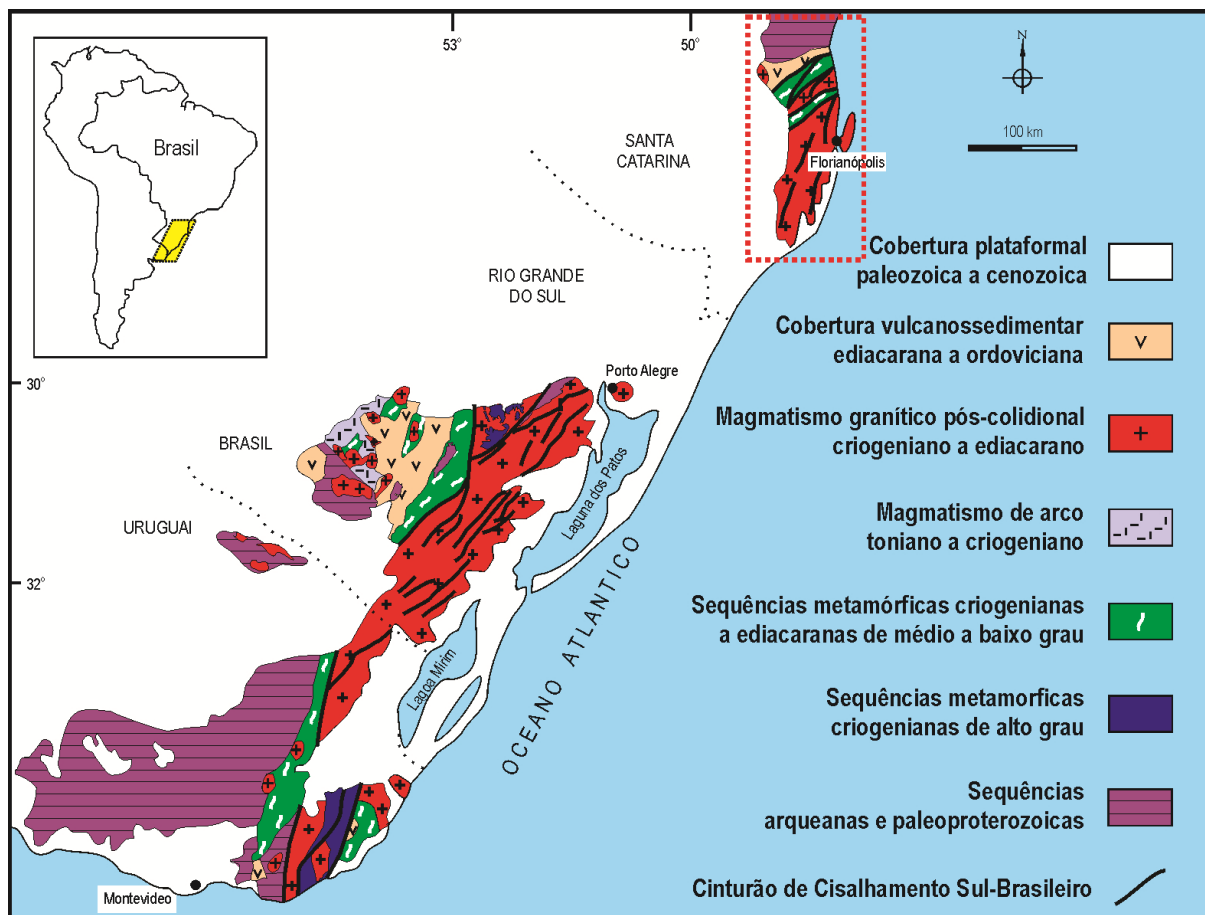 53°
50°
N
Brasil
100 km
SANTA
CATARINA
Florianópolis
RIO GRANDE
DO SUL
Cobertura plataformal
paleozoica a cenozoica
Cobertura vulcanossedimentar
ediacarana a ordoviciana
30°
Porto Alegre
Magmatismo granítico pós-colidional
criogeniano a ediacarano
BRASIL
Laguna dos Patos
URUGUAI
Magmatismo de arco
toniano a criogeniano
32°
OCEANO ATLANTICO
Sequências metamórficas criogenianas
a ediacaranas de médio a baixo grau
Lagoa Mirim
Sequências metamorficas
criogenianas de alto grau
Sequências
arqueanas e paleoproterozoicas
Montevideo
Cinturão de Cisalhamento Sul-Brasileiro